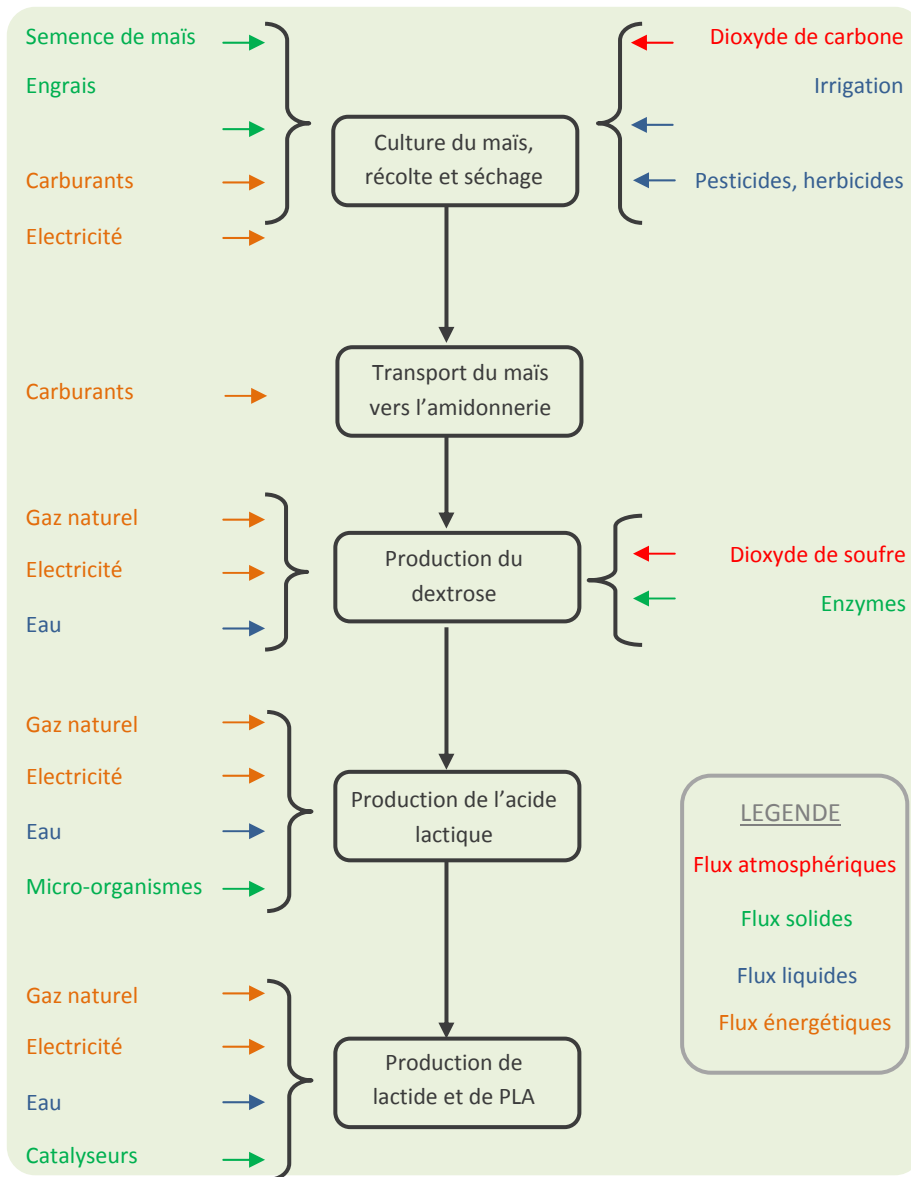 Semence de maïs
Dioxyde de carbone
Engrais
Irrigation
Culture du maïs,
récolte et séchage
Carburants
Pesticides, herbicides
Electricité
Transport du maïs
vers l'amidonnerie
Carburants
Gaz naturel
Electricité
Eau
Production du
dextrose
Dioxyde de soufre
Enzymes
Gaz naturel
Electricité
Eau
Micro-organismes
Production de l'acide
lactique
LEGENDE
Flux atmosphériques
Flux solides
Flux liquides
Flux énergétiques
Gaz naturel
Electricité
Eau
Catalyseurs
Production de
lactide et de PLA